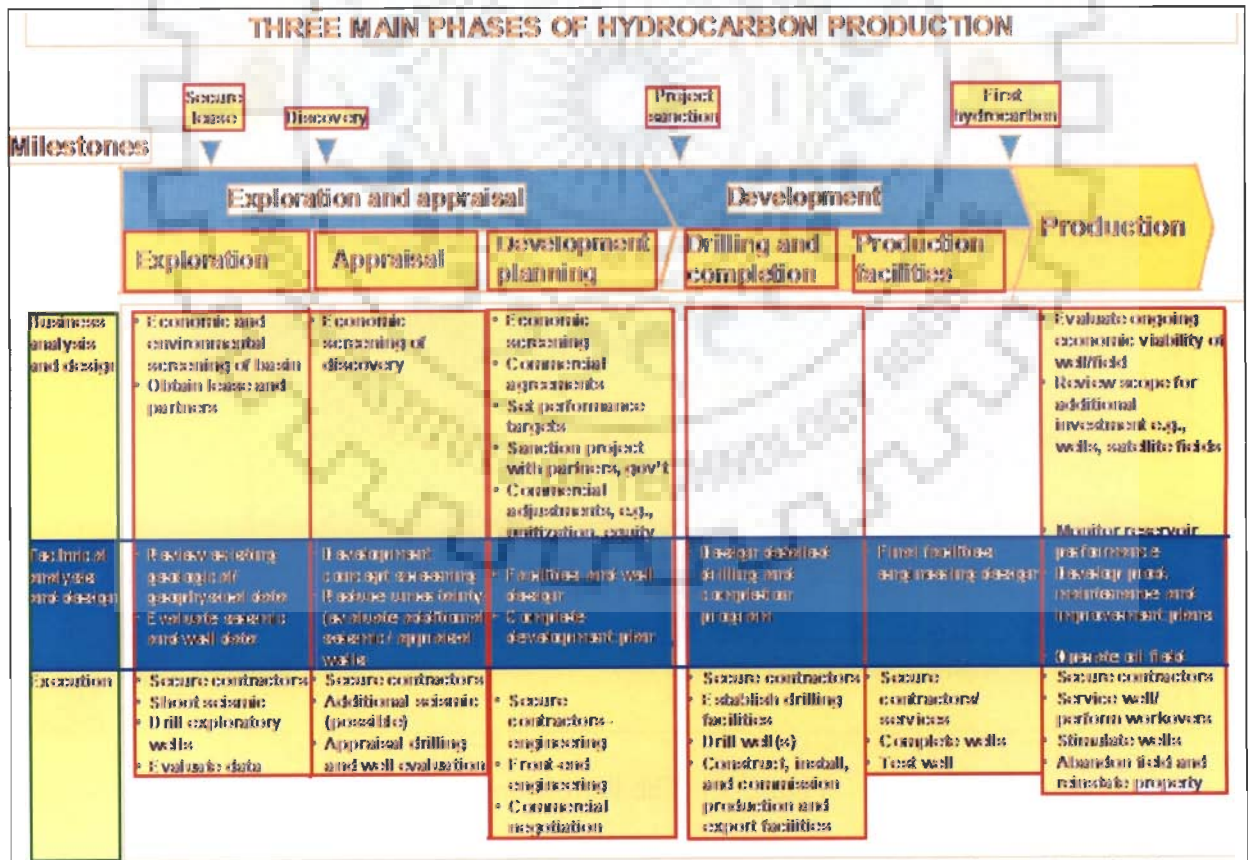 THREE MAIN PHASES OF HYDROCARBON PRODUCTION
Secure
lease
Discovery
Project
sanction
First
hydrocarbon
Milestones
Exploration and appraisal
Development
Production
Exploration
Appraisal
Development
planning
Drilling and
completion
Production
facilities
Business
analysis
and design
• Economic and
environmental
screening of basin
• Obtain lease and
partners
• Economic
screening of
discovery
• Economic
screening
• Commercial
agreements
• Set performance
targets
• Sanction project
with partners, gov't
• Commercial
adjustments, e.g.,
unitization, equity
• Evaluate ongoing
economic viability of
well/field
• Review scope for
additional
investment e.g.,
wells, satellite fields
Technical
analysis
and design
• Review existing
geological/
geophysical data
• Evaluate seismic
and well data
• Development
concept screening
• Reduce uncertainty
(evaluate additional
seismic/ appraisal
wells
• Facilities and well
design
• Complete
development plan
• Design detailed
drilling and
completion
program
• Final facilities
engineering design
• Monitor reservoir
performance
• Develop prod.
maintenance and
improvement plans
Execution
• Secure contractors
• Shoot seismic
• Drill exploratory
wells
• Evaluate data
• Secure contractors
• Additional seismic
(possible)
• Appraisal drilling
and well evaluation
• Secure
contractors -
engineering
• Front-end
engineering
• Commercial
negotiation
• Secure contractors
• Establish drilling
facilities
• Drill well(s)
• Construct, install,
and commission
production and
export facilities
• Secure
contractors/
services
• Complete wells
• Test well
• Operate oil field
• Secure contractors
• Service well/
perform workovers
• Stimulate wells
• Abandon field and
reinstate property